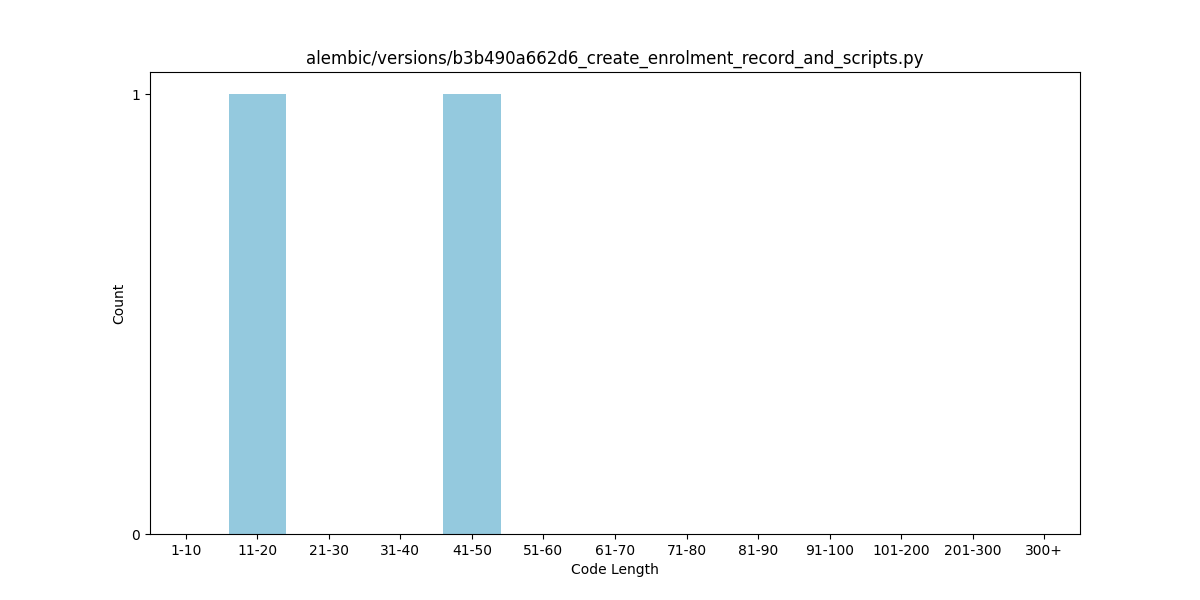 alembic/versions/b3b490a662d6_create_enrolment_record_and_scripts.py
1
Count
0
1-10 11-20 21-30 31-40 41-50 51-60 61-70 71-80 81-90 91-100 101-200 201-300 300+
Code Length